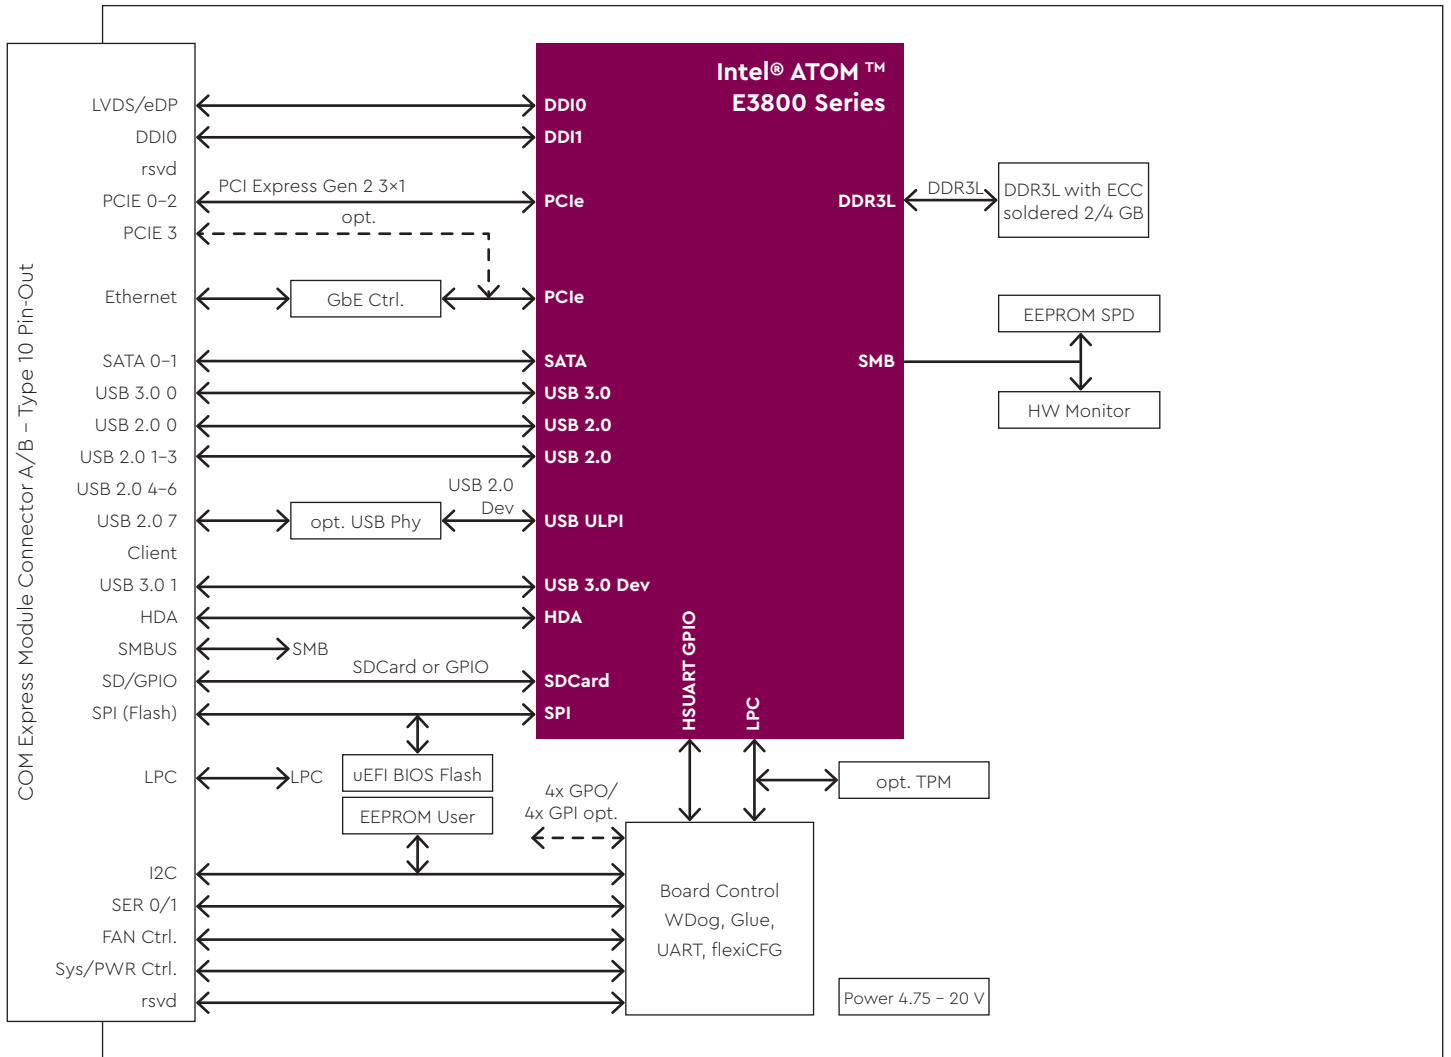 COM Express Module Connector A/B – Type 10 Pin-Out
LVDS/eDP
DDI0
rsvd
PCIE 0–2
PCIE 3
Ethernet
SATA 0–1
USB 3.0 0
USB 2.0 0
USB 2.0 1–3
USB 2.0 4–6
USB 2.0 7
Client
USB 3.0 1
HDA
SMBUS
SD/GPIO
SPI (Flash)
LPC
I2C
SER 0/1
FAN Ctrl.
Sys/PWR Ctrl.
rsvd
PCI Express Gen 2 3×1
opt.
GbE Ctrl.
USB 2.0
Dev
opt. USB Phy
SMB
SDCard or GPIO
uEFI BIOS Flash
LPC
EEPROM User
4x GPO/
4x GPI opt.
Intel® ATOM ™
E3800 Series
DDI0
DDI1
PCIe
PCIe
SATA
USB 3.0
USB 2.0
USB 2.0
USB ULPI
USB 3.0 Dev
HDA
SDCard
SPI
DDR3L
SMB
HSUART GPIO
LPC
DDR3L
DDR3L with ECC
soldered 2/4 GB
EEPROM SPD
HW Monitor
opt. TPM
Board Control
WDog, Glue,
UART, flexiCFG
Power 4.75 – 20 V